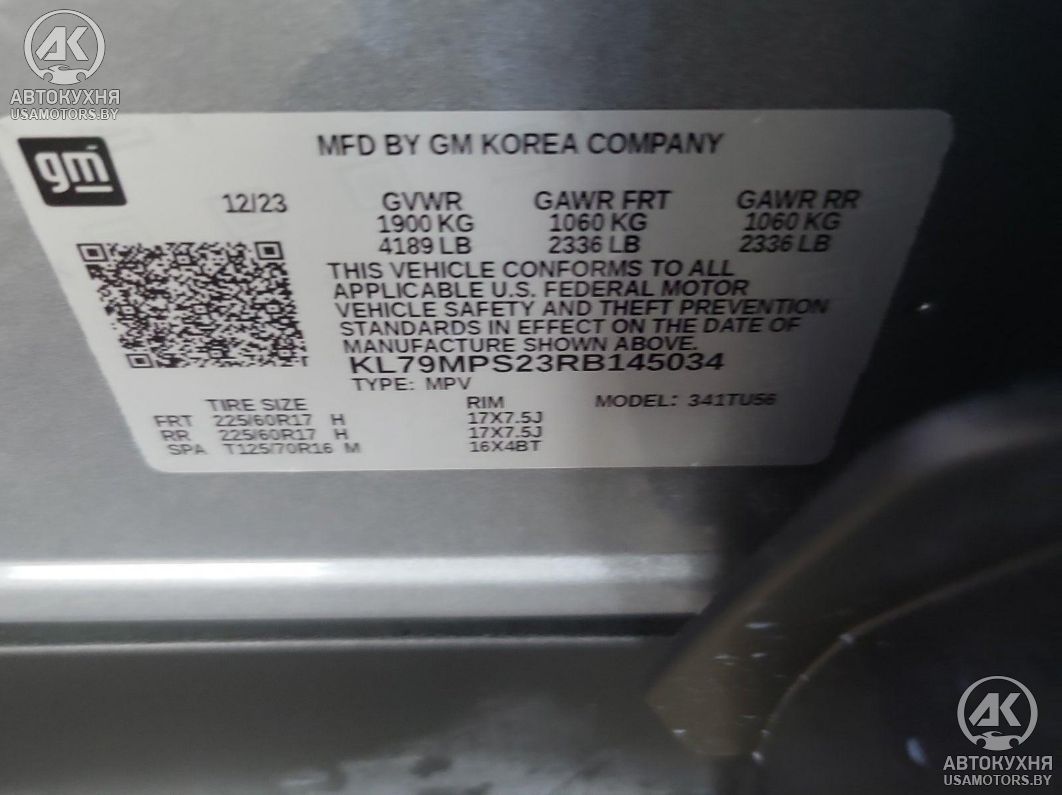 AK
АВТОКУХНЯ
USAMOTORS.BY
gm
MFD BY GM KOREA COMPANY
12/23 GVWR GAWR FRT GAWR RR
1900 KG 1060 KG 1060 KG
4189 LB 2336 LB 2336 LB
THIS VEHICLE CONFORMS TO ALL
APPLICABLE U.S. FEDERAL MOTOR
VEHICLE SAFETY AND THEFT PREVENTION
STANDARDS IN EFFECT ON THE DATE OF
MANUFACTURE SHOWN ABOVE.
KL79MPS23RB145034
TYPE: MPV
TIRE SIZE RIM MODEL: 341TU56
FRT 225/60R17 H 17X7.5J
RR 225/60R17 H 17X7.5J
SPA T125/70R16 M 16X4BT
AK
АВТОКУХНЯ
USAMOTORS.BY